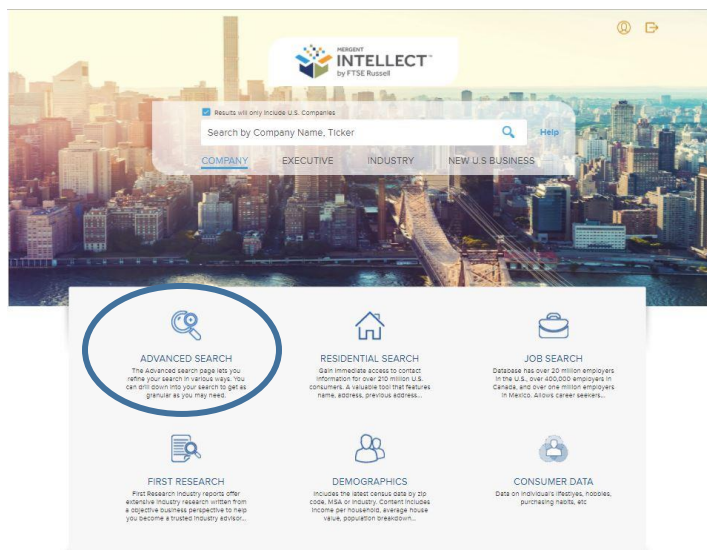 MERGENT
INTELLECT™
by FTSE Russell
Results will only include U.S. Companies
Search by Company Name, Ticker
Help
COMPANY EXECUTIVE INDUSTRY NEW U.S BUSINESS
ADVANCED SEARCH
The Advanced search page lets you
refine your search in various ways. You
can drill down into your search to get as
granular as you may need.
RESIDENTIAL SEARCH
Gain immediate access to contact
information for over 210 million U.S.
consumers. A valuable tool that features
name, address, previous address...
JOB SEARCH
Database has over 20 million employers
in the U.S., over 400,000 employers in
Canada, and over one million employers
in Mexico. Allows career seekers...
FIRST RESEARCH
First Research Industry reports offer
extensive industry research written from
a objective business perspective to help
you become a trusted industry advisor...
DEMOGRAPHICS
Includes the latest census data by zip
code, MSA or industry. Content includes
income per household, average house
value, population breakdown...
CONSUMER DATA
Data on individual's lifestyles, hobbies,
purchasing habits, etc